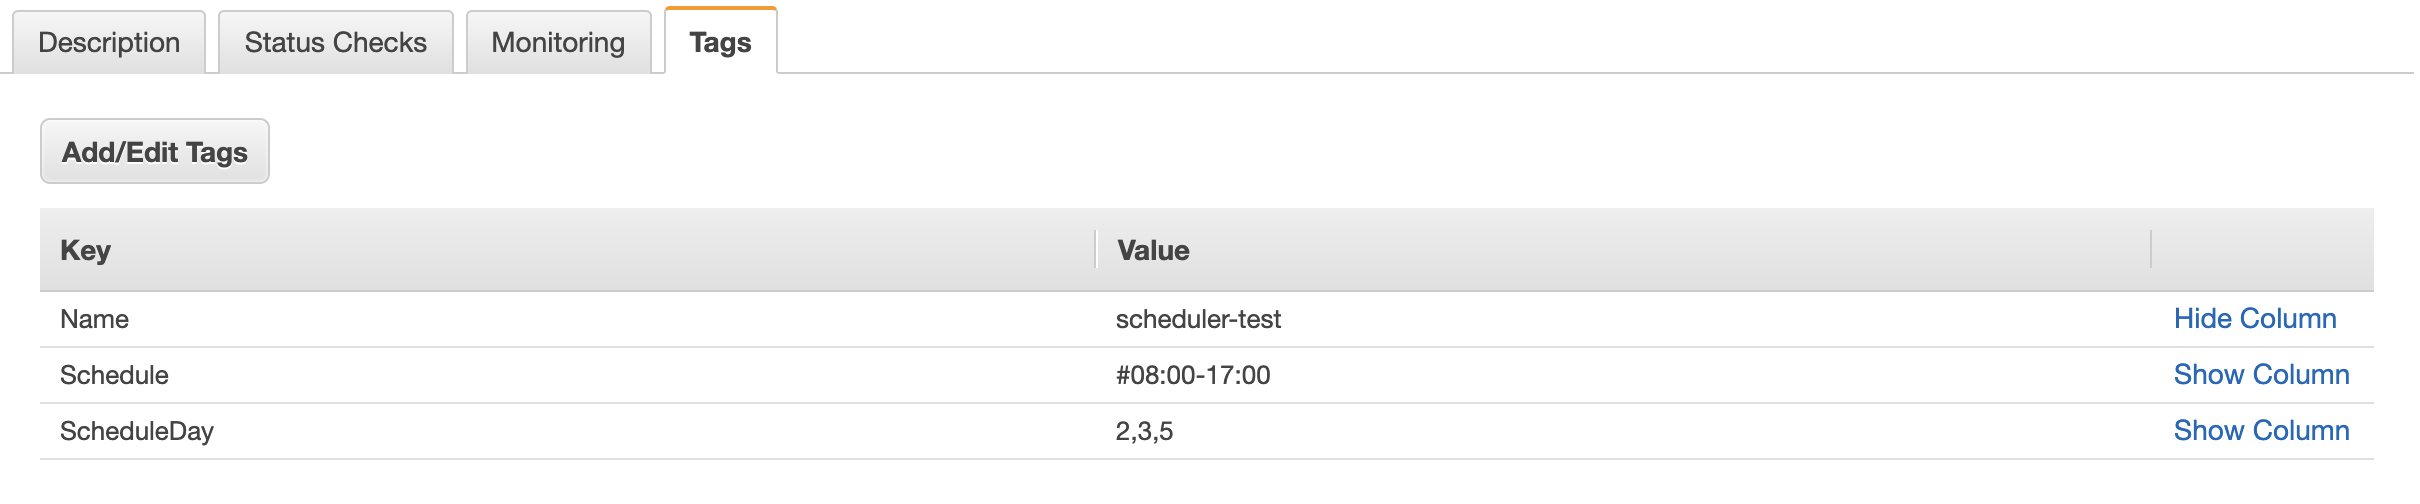 Description Status Checks Monitoring Tags
Add/Edit Tags
Key Value
Name scheduler-test Hide Column
Schedule #08:00-17:00 Show Column
ScheduleDay 2,3,5 Show Column